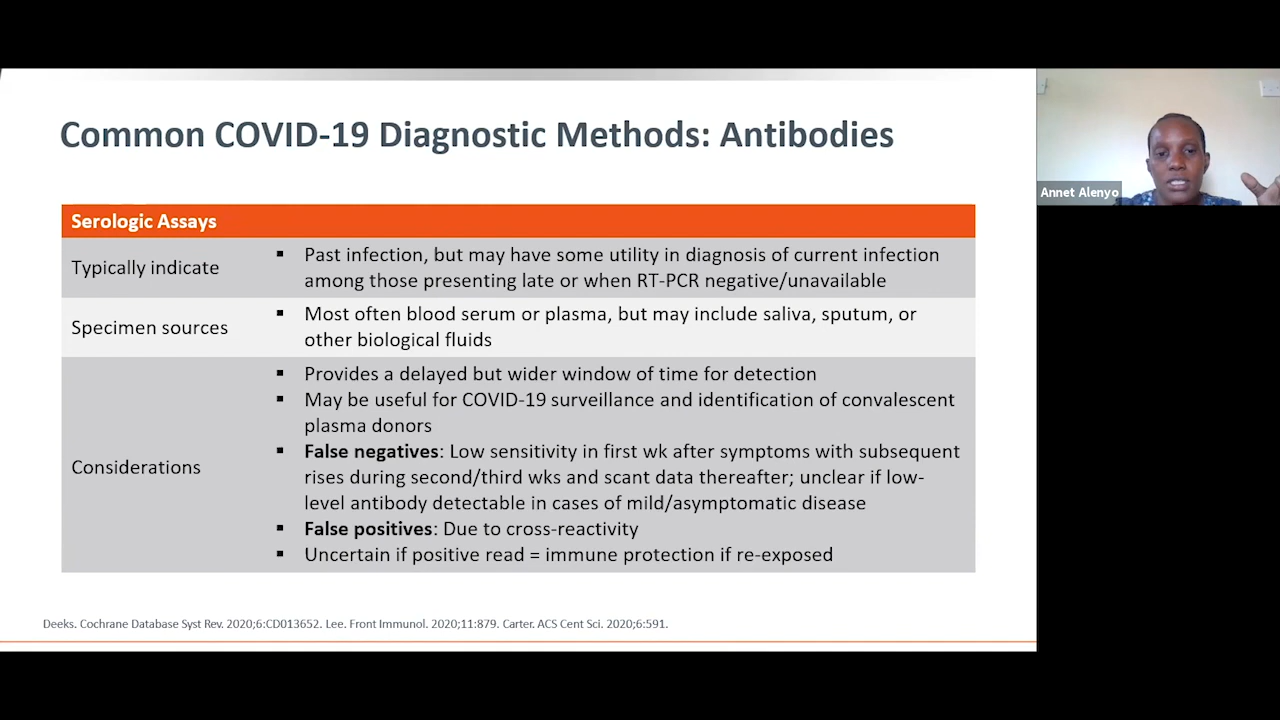 Common COVID-19 Diagnostic Methods: Antibodies
Annet Alenyo
Serologic Assays
Typically indicate
▪ Past infection, but may have some utility in diagnosis of current infection
among those presenting late or when RT-PCR negative/unavailable
Specimen sources
▪ Most often blood serum or plasma, but may include saliva, sputum, or
other biological fluids
Considerations
▪ Provides a delayed but wider window of time for detection
▪ May be useful for COVID-19 surveillance and identification of convalescent
plasma donors
▪ False negatives: Low sensitivity in first wk after symptoms with subsequent
rises during second/third wks and scant data thereafter; unclear if low-
level antibody detectable in cases of mild/asymptomatic disease
▪ False positives: Due to cross-reactivity
▪ Uncertain if positive read = immune protection if re-exposed
Deeks. Cochrane Database Syst Rev. 2020;6:CD013652. Lee. Front Immunol. 2020;11:879. Carter. ACS Cent Sci. 2020;6:591.